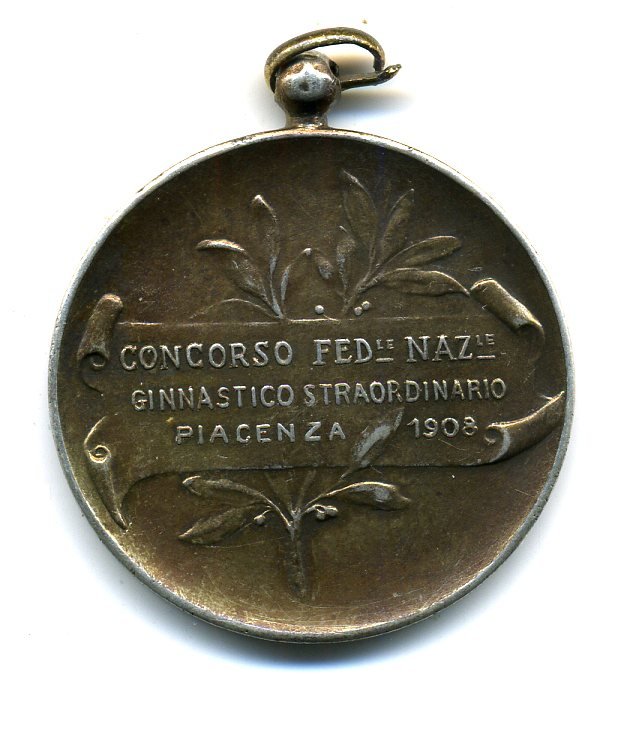 CONCORSO FEDLE NAZLE
GINNASTICO STRAORDINARIO
PIACENZA 1908